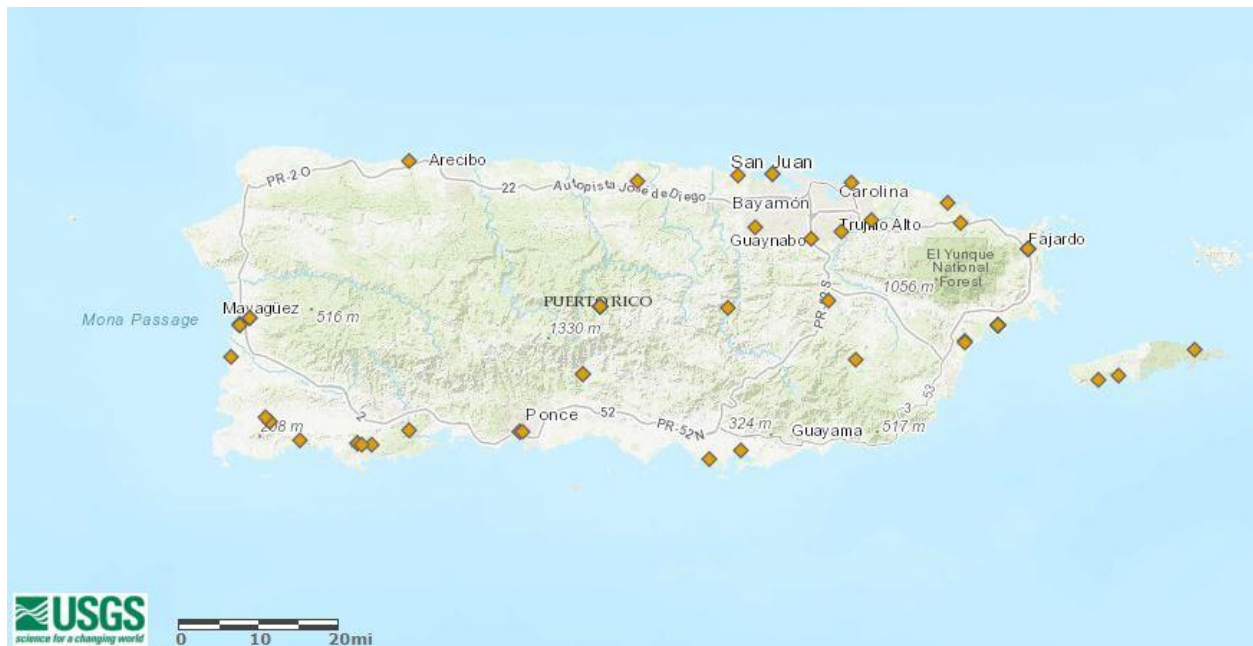 San Juan
Arecibo
PR-2 O
22
Autopista Jose de Diego
Carolina
Bayamón
Trujillo Alto
Guaynabo
Fajardo
El Yunque
National
Forest
1056 m
PUERTO RICO
Mayagüez
516 m
Mona Passage
1330 m
53
Ponce
52
PR-52N
324 m
3
2
Guayama
517 m
USGS
science for a changing world
0 10 20mi